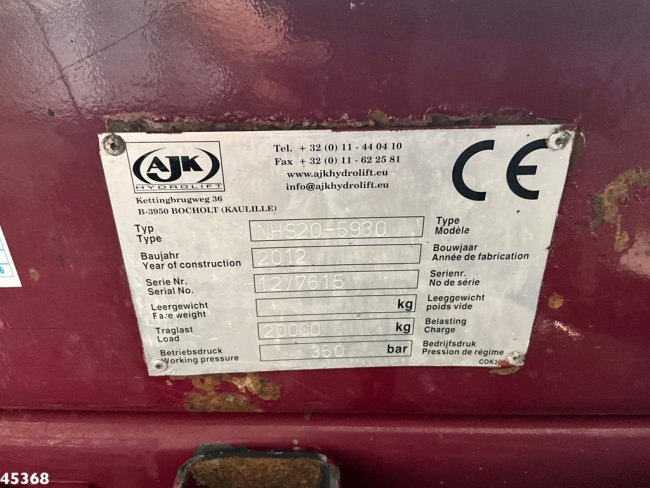 AJK
HYDROLIFT
Tel. + 32 (0) 11 - 44 04 10
Fax + 32 (0) 11 - 62 25 81
www.ajkhydrolift.eu
info@ajkhydrolift.eu
CE
Kettingbrugweg 36
B-3950 BOCHOLT (KAULILLE)
Typ
Type
NHS20-5930
Type
Modèle
Baujahr
Year of construction
2012
Bouwjaar
Année de fabrication
Serie Nr.
Serial No.
12/7615
Serienr.
No de série
Leergewicht
Fare weight
kg
Leeggewicht
poids vide
Traglast
Load
20000 kg
Belasting
Charge
Betriebsdruck
Working pressure
350 bar
Bedrijfsdruk
Pression de régime
6
45368